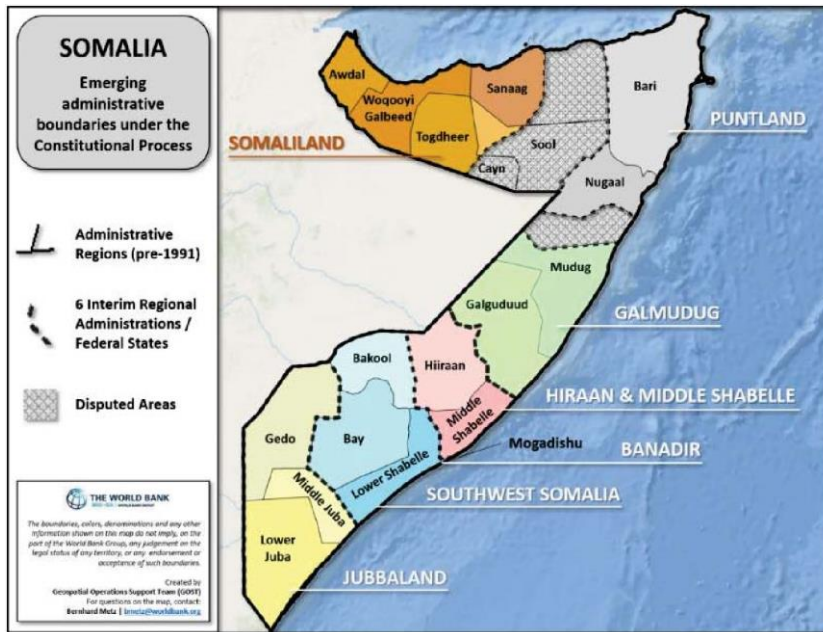 SOMALIA
Emerging
administrative
boundaries under the
Constitutional Process
Administrative
Regions (pre-1991)
6 Interim Regional
Administrations /
Federal States
Disputed Areas
THE WORLD BANK
The boundaries, colors, denominations and any other
information shown on this map do not imply, on the
part of the World Bank Group, any judgement on the
legal status of any territory, or any endorsement or
acceptance of such boundaries.
Created by
Geospatial Operations Support Team (GOST)
For questions on the map, contact:
Bernhard Metz | bmetz@worldbank.org
Awdal
Woqooyi
Galbeed
Togdheer
Sanaag
Bari
SOMALILAND
Sool
Cayn
PUNTLAND
Nugaal
Mudug
Galguduud
GALMUDUG
Bakool
Hiiraan
HIRAAN & MIDDLE SHABELLE
Middle
Shabelle
Gedo
Bay
Mogadishu
BANADIR
Lower Shabelle
SOUTHWEST SOMALIA
Middle Juba
Lower
Juba
JUBBALAND